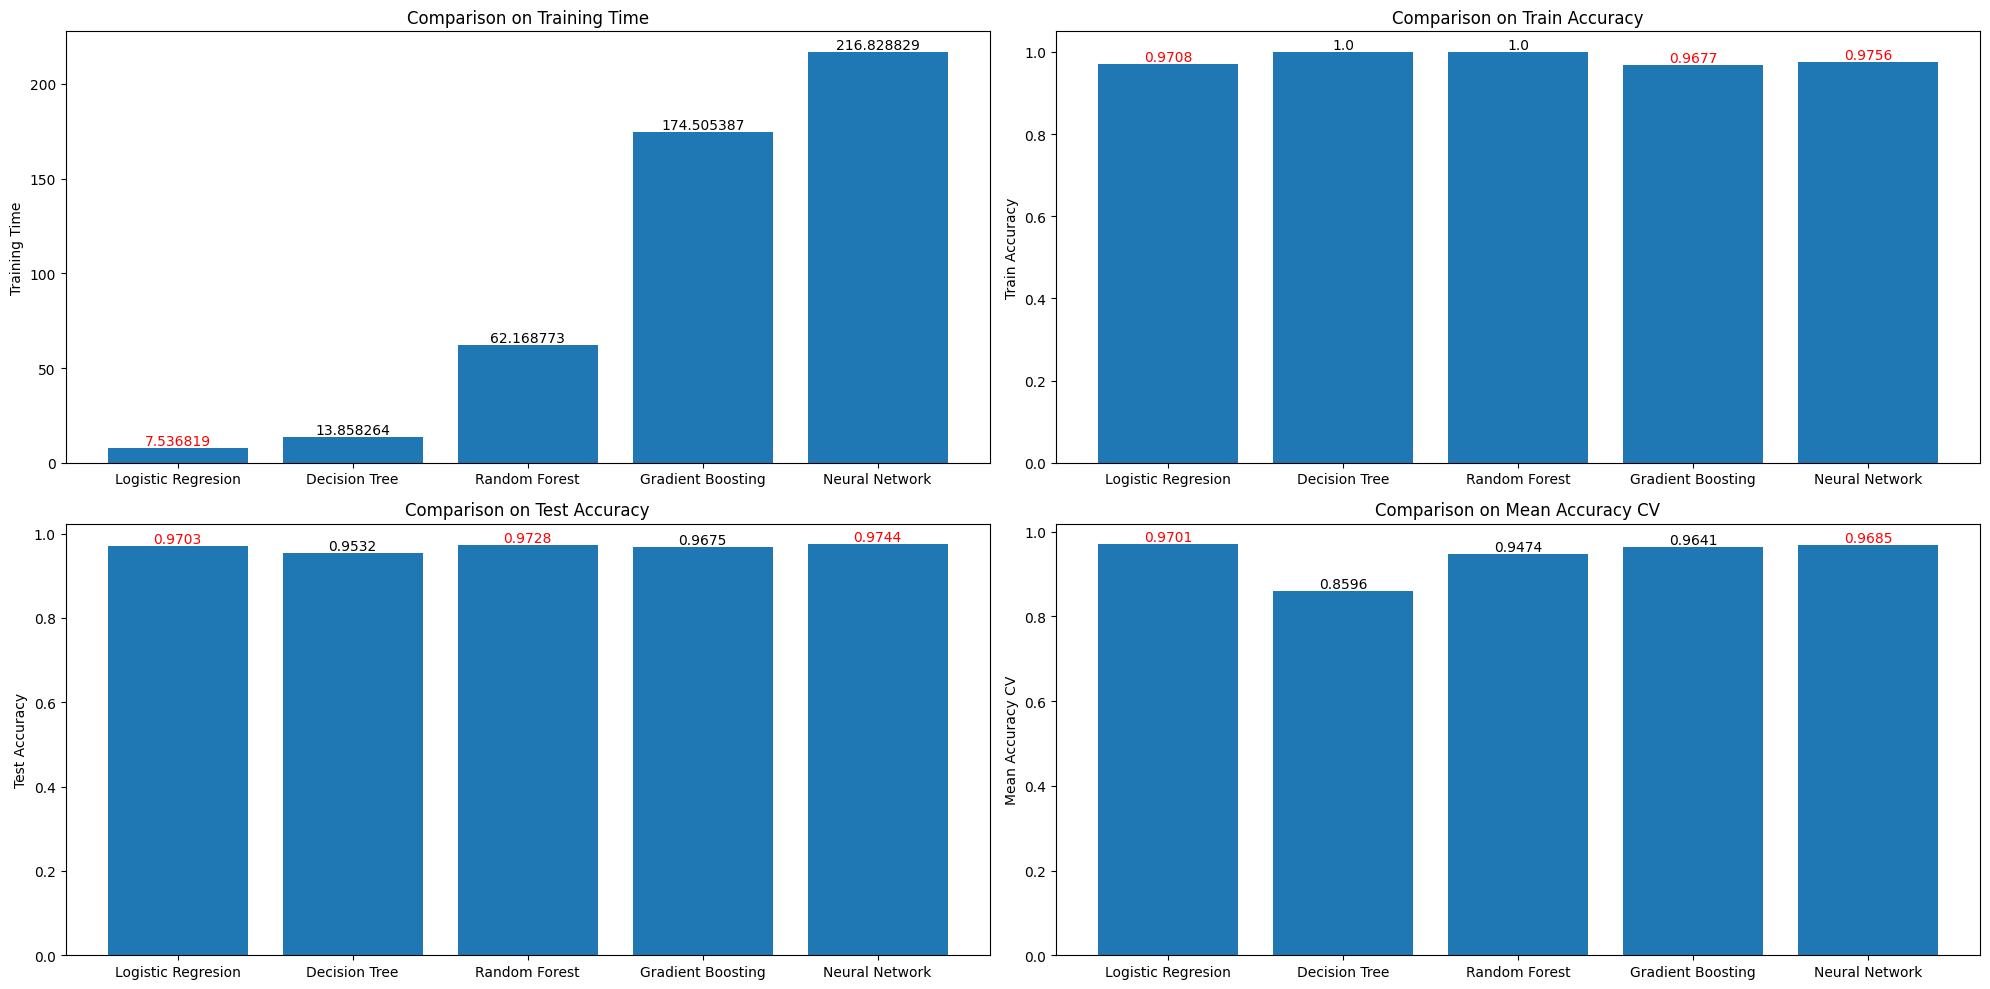 Comparison on Training Time
Training Time
200
150
100
50
0
7.536819
13.858264
62.168773
174.505387
216.828829
Logistic Regresion
Decision Tree
Random Forest
Gradient Boosting
Neural Network
Comparison on Train Accuracy
Train Accuracy
1.0
0.8
0.6
0.4
0.2
0.0
0.9708
1.0
1.0
0.9677
0.9756
Logistic Regresion
Decision Tree
Random Forest
Gradient Boosting
Neural Network
Comparison on Test Accuracy
Test Accuracy
1.0
0.8
0.6
0.4
0.2
0.0
0.9703
0.9532
0.9728
0.9675
0.9744
Logistic Regresion
Decision Tree
Random Forest
Gradient Boosting
Neural Network
Comparison on Mean Accuracy CV
Mean Accuracy CV
1.0
0.8
0.6
0.4
0.2
0.0
0.9701
0.8596
0.9474
0.9641
0.9685
Logistic Regresion
Decision Tree
Random Forest
Gradient Boosting
Neural Network